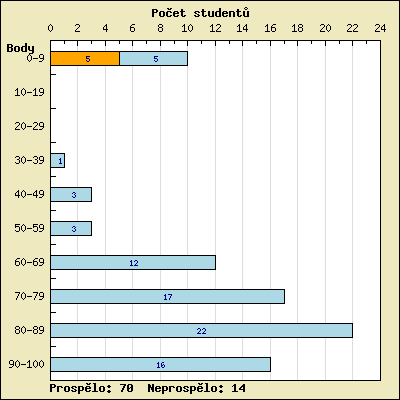 Počet studentů
0 2 4 6 8 10 12 14 16 18 20 22 24
Body
0-9 5 5
10-19
20-29
30-39 1
40-49 3
50-59 3
60-69 12
70-79 17
80-89 22
90-100 16
Prospělo: 70 Neprospělo: 14